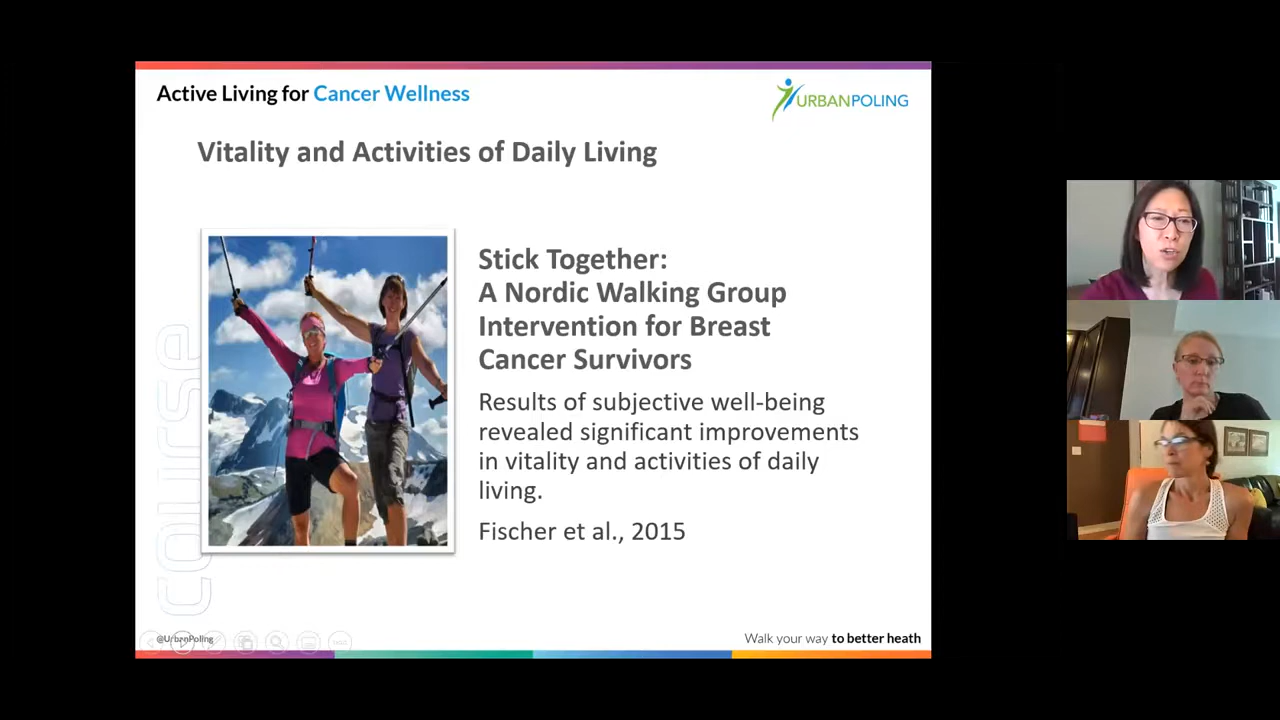 Active Living for Cancer Wellness
URBANPOLING
Vitality and Activities of Daily Living
Stick Together:
A Nordic Walking Group
Intervention for Breast
Cancer Survivors
Results of subjective well-being
revealed significant improvements
in vitality and activities of daily
living.
Fischer et al., 2015
course
@UrbanPoling
Walk your way to better heath